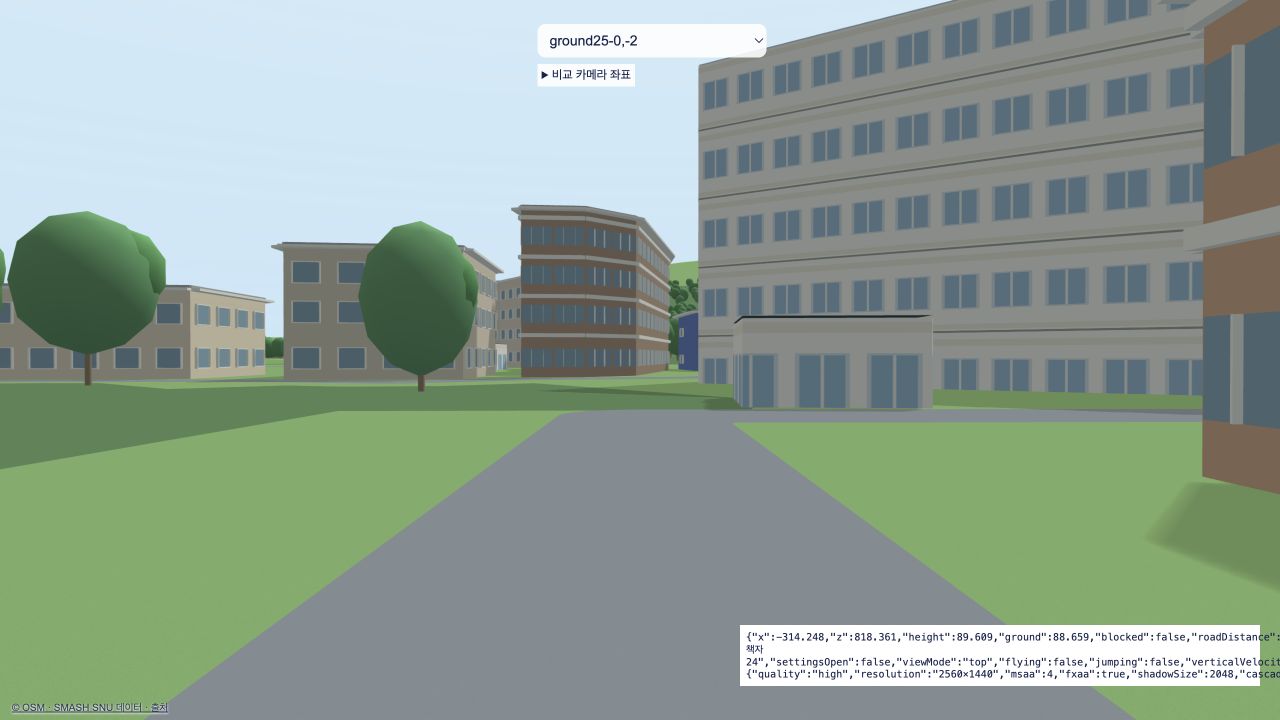 ground25-0,-2
▶ 비교 카메라 좌표
{"x":-314.248,"z":818.361,"height":89.609,"ground":88.659,"blocked":false,"roadDistance":
책자
24","settingsOpen":false,"viewMode":"top","flying":false,"jumping":false,"verticalVelocit
{"quality":"high","resolution":"2560×1440","msaa":4,"fxaa":true,"shadowSize":2048,"cascad
© OSM · SMASH SNU 데이터 · 출처